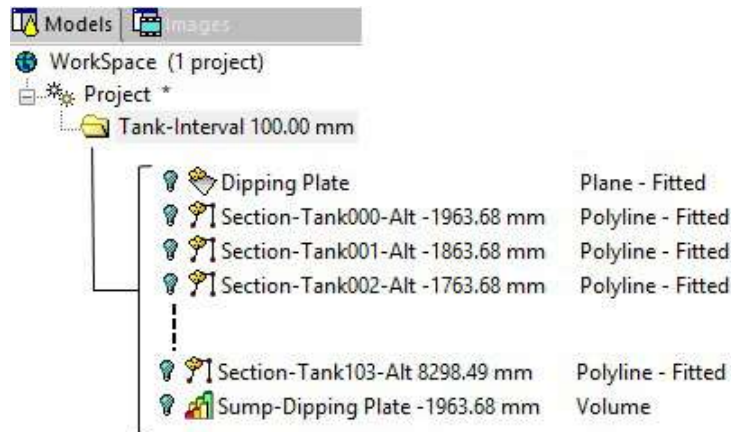 Models Images
WorkSpace (1 project)
Project *
Tank-Interval 100.00 mm
Dipping Plate Plane - Fitted
Section-Tank000-Alt -1963.68 mm Polyline - Fitted
Section-Tank001-Alt -1863.68 mm Polyline - Fitted
Section-Tank002-Alt -1763.68 mm Polyline - Fitted
Section-Tank103-Alt 8298.49 mm Polyline - Fitted
Sump-Dipping Plate -1963.68 mm Volume